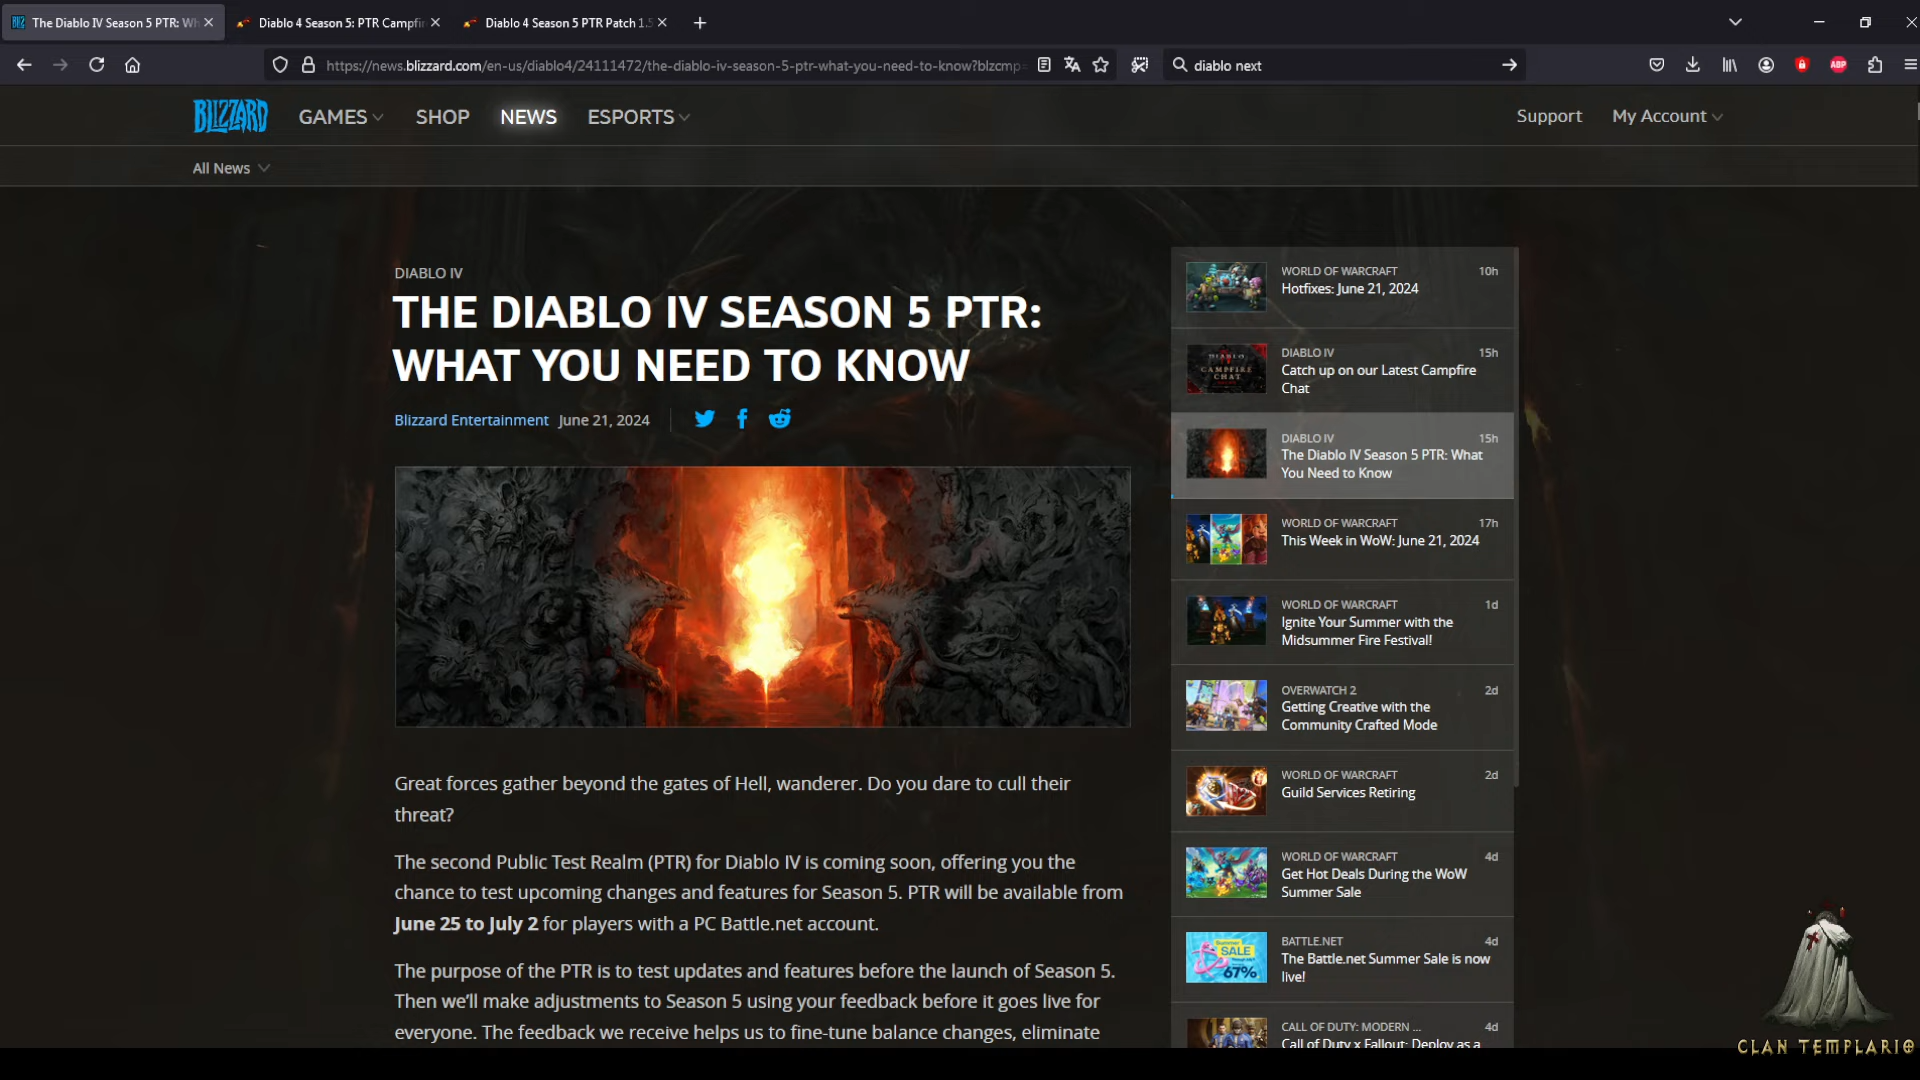 The Diablo IV Season 5 PTR: Wh
Diablo 4 Season 5: PTR Campfir
Diablo 4 Season 5 PTR Patch 1.5
https://news.blizzard.com/en-us/diablo4/24111472/the-diablo-iv-season-5-ptr-what-you-need-to-know?blzcmp=
diablo next
ABP
BLIZZARD
GAMES
SHOP
NEWS
ESPORTS
Support
My Account
All News
DIABLO IV
THE DIABLO IV SEASON 5 PTR:
WHAT YOU NEED TO KNOW
Blizzard Entertainment June 21, 2024
Great forces gather beyond the gates of Hell, wanderer. Do you dare to cull their
threat?
The second Public Test Realm (PTR) for Diablo IV is coming soon, offering you the
chance to test upcoming changes and features for Season 5. PTR will be available from
June 25 to July 2 for players with a PC Battle.net account.
The purpose of the PTR is to test updates and features before the launch of Season 5.
Then we’ll make adjustments to Season 5 using your feedback before it goes live for
everyone. The feedback we receive helps us to fine-tune balance changes, eliminate
WORLD OF WARCRAFT 10h
Hotfixes: June 21, 2024
DIABLO
CAMPFIRE
CHAT
DIABLO IV 15h
Catch up on our Latest Campfire
Chat
DIABLO IV 15h
The Diablo IV Season 5 PTR: What
You Need to Know
WORLD OF WARCRAFT 17h
This Week in WoW: June 21, 2024
WORLD OF WARCRAFT 1d
Ignite Your Summer with the
Midsummer Fire Festival!
OVERWATCH 2 2d
Getting Creative with the
Community Crafted Mode
WORLD OF WARCRAFT 2d
Guild Services Retiring
WORLD OF WARCRAFT 4d
Get Hot Deals During the WoW
Summer Sale
Summer
SALE
67%
BATTLE.NET 4d
The Battle.net Summer Sale is now
live!
CALL OF DUTY: MODERN ... 4d
Call of Duty x Fallout: Deploy as a
CLAN TEMPLARIO